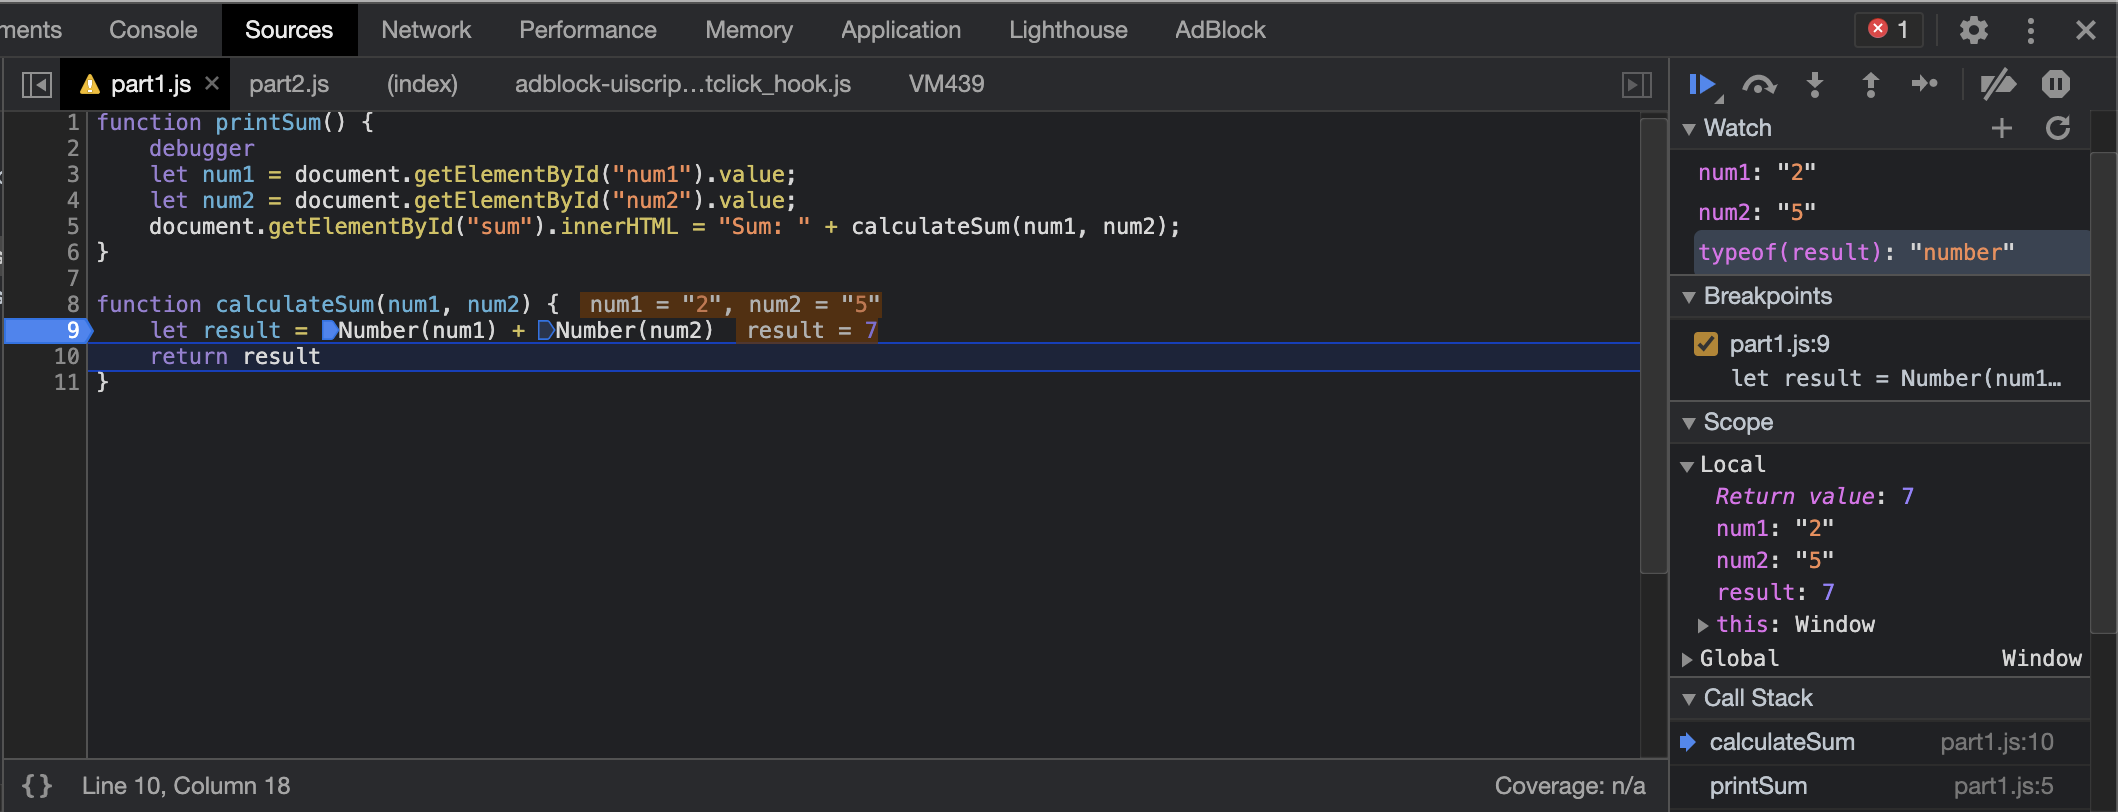 ments Console Sources Network Performance Memory Application Lighthouse AdBlock 1
part1.js part2.js (index) adblock-uiscrip…tclick_hook.js VM439
1 function printSum() {
2 debugger
3 let num1 = document.getElementById("num1").value;
4 let num2 = document.getElementById("num2").value;
5 document.getElementById("sum").innerHTML = "Sum: " + calculateSum(num1, num2);
6 }
7
8 function calculateSum(num1, num2) { num1 = "2", num2 = "5"
9 let result = Number(num1) + Number(num2) result = 7
10 return result
11 }
{} Line 10, Column 18 Coverage: n/a
Watch
num1: "2"
num2: "5"
typeof(result): "number"
Breakpoints
part1.js:9
let result = Number(num1…
Scope
Local
Return value: 7
num1: "2"
num2: "5"
result: 7
this: Window
Global Window
Call Stack
calculateSum part1.js:10
printSum part1.js:5